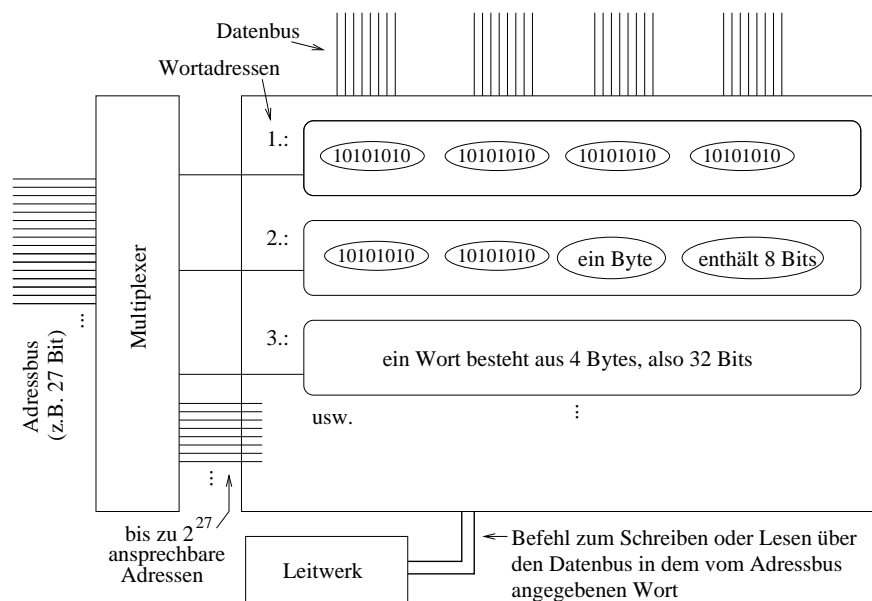 Datenbus
Wortadressen
1.:
10101010 10101010 10101010 10101010
2.:
10101010 10101010 ein Byte enthält 8 Bits
3.:
ein Wort besteht aus 4 Bytes, also 32 Bits
usw.
...
Multiplexer
Adressbus
(z.B. 27 Bit)
...
...
bis zu 2^27
ansprechbare
Adressen
Leitwerk
Befehl zum Schreiben oder Lesen über
den Datenbus in dem vom Adressbus
angegebenen Wort